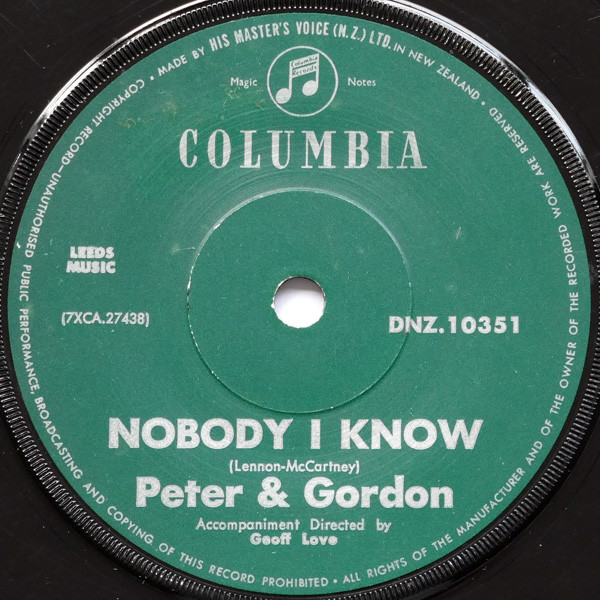 COPYRIGHT RECORD—UNAUTHORISED PUBLIC PERFORMANCE, BROADCASTING AND COPYING OF THIS RECORD PROHIBITED • ALL RIGHTS OF THE MANUFACTURER AND OF THE OWNER OF THE RECORDED WORK ARE RESERVED •
MADE BY HIS MASTER'S VOICE (N.Z.) LTD. IN NEW ZEALAND •
Magic Notes
Columbia
Records
COLUMBIA
LEEDS
MUSIC
(7XCA.27438)
DNZ.10351
NOBODY I KNOW
(Lennon-McCartney)
Peter & Gordon
Accompaniment Directed by
Geoff Love